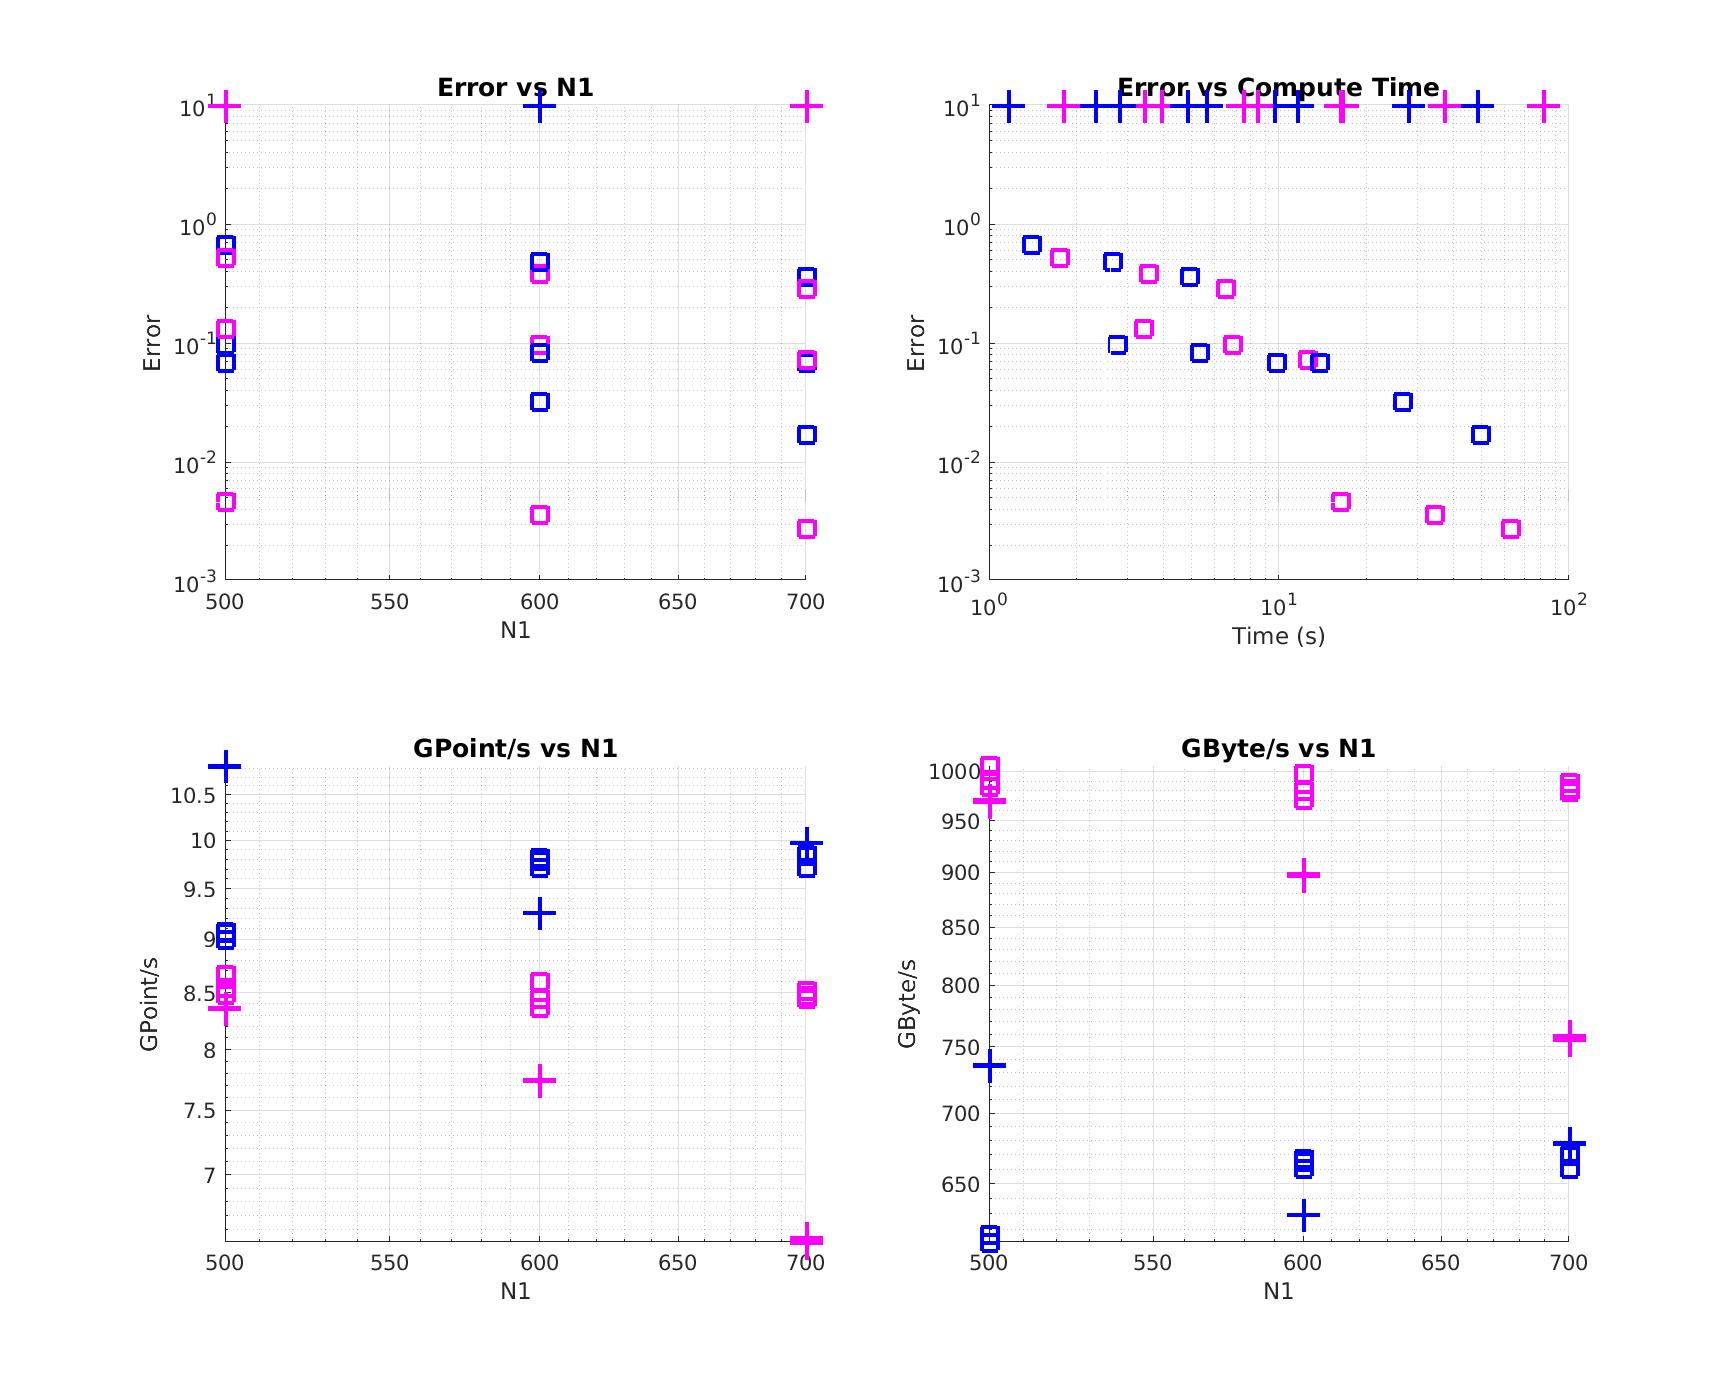 Error vs N1
10^1
10^0
10^-1
10^-2
10^-3
Error
500 550 600 650 700
N1
Error vs Compute Time
10^1
10^0
10^-1
10^-2
10^-3
Error
10^0 10^1 10^2
Time (s)
GPoint/s vs N1
10.5
10
9.5
9
8.5
8
7.5
7
GPoint/s
500 550 600 650 700
N1
GByte/s vs N1
1000
950
900
850
800
750
700
650
GByte/s
500 550 600 650 700
N1